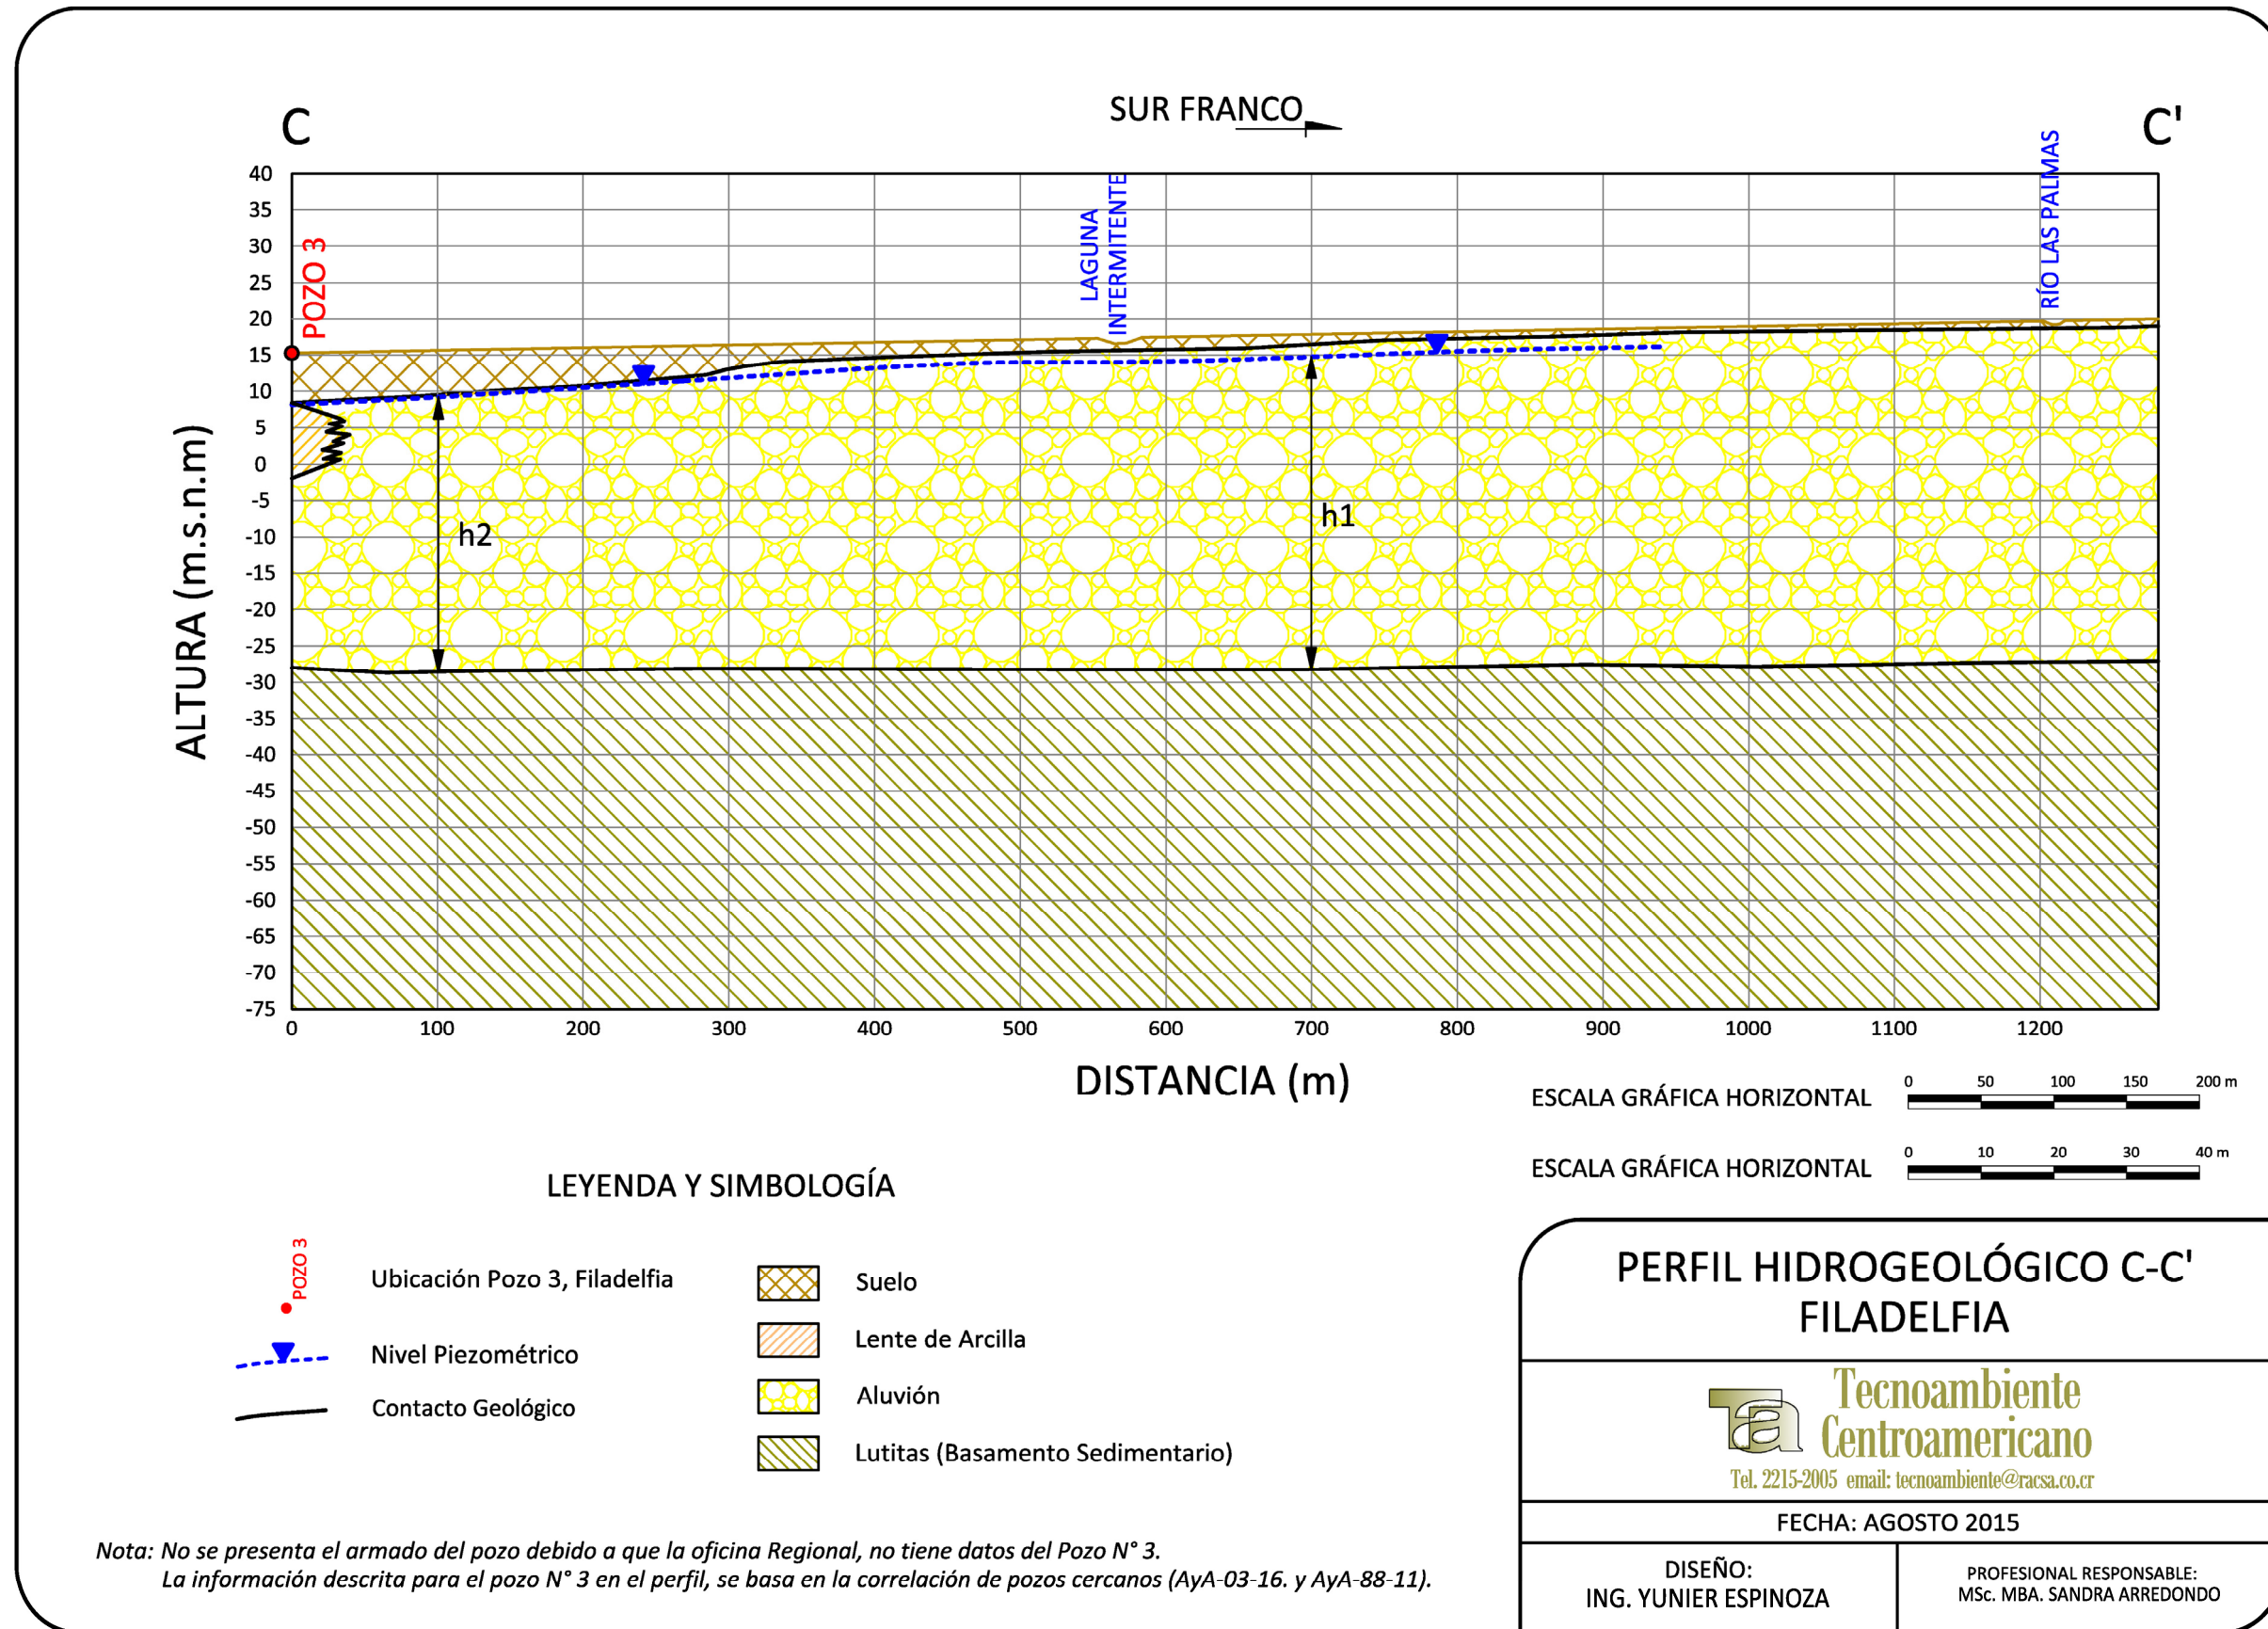 C
SUR FRANCO
C'
40
35
30
25
20
15
10
5
0
-5
-10
-15
-20
-25
-30
-35
-40
-45
-50
-55
-60
-65
-70
-75
ALTURA (m.s.n.m)
POZO 3
LAGUNA
INTERMITENTE
RÍO LAS PALMAS
h2
h1
0 100 200 300 400 500 600 700 800 900 1000 1100 1200
DISTANCIA (m)
ESCALA GRÁFICA HORIZONTAL
0 50 100 150 200 m
ESCALA GRÁFICA HORIZONTAL
0 10 20 30 40 m
LEYENDA Y SIMBOLOGÍA
POZO 3
Ubicación Pozo 3, Filadelfia
Nivel Piezométrico
Contacto Geológico
Suelo
Lente de Arcilla
Aluvión
Lutitas (Basamento Sedimentario)
Nota: No se presenta el armado del pozo debido a que la oficina Regional, no tiene datos del Pozo N° 3.
La información descrita para el pozo N° 3 en el perfil, se basa en la correlación de pozos cercanos (AyA-03-16. y AyA-88-11).
PERFIL HIDROGEOLÓGICO C-C'
FILADELFIA
Ta
Tecnoambiente
Centroamericano
Tel. 2215-2005 email: tecnoambiente@racsa.co.cr
FECHA: AGOSTO 2015
DISEÑO:
ING. YUNIER ESPINOZA
PROFESIONAL RESPONSABLE:
MSc. MBA. SANDRA ARREDONDO